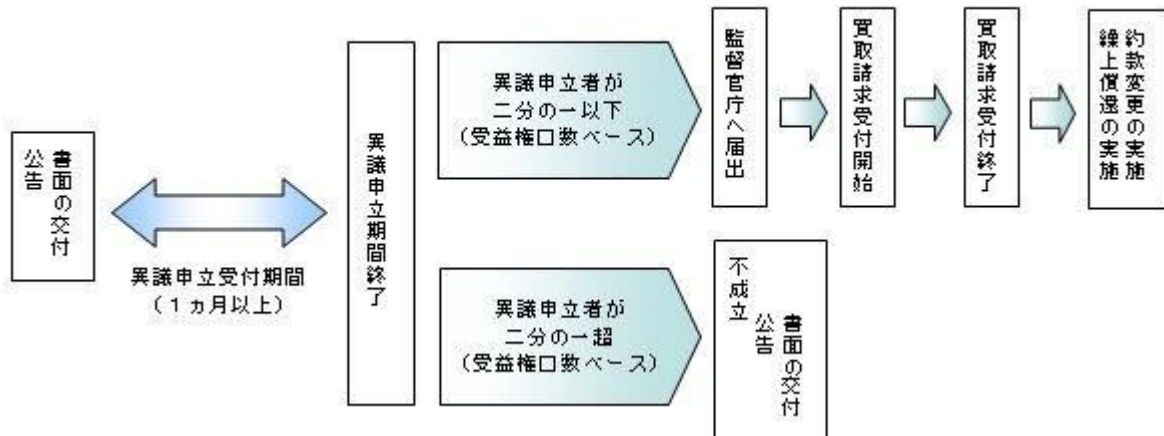 書面の交付
公告
異議申立受付期間
(1ヵ月以上)
異議申立期間終了
異議申立者が
二分の一以下
(受益権口数ベース)
監督官庁へ届出
買取請求受付開始
買取請求受付終了
約款変更の実施
繰上償還の実施
異議申立者が
二分の一超
(受益権口数ベース)
不成立
書面の交付
公告